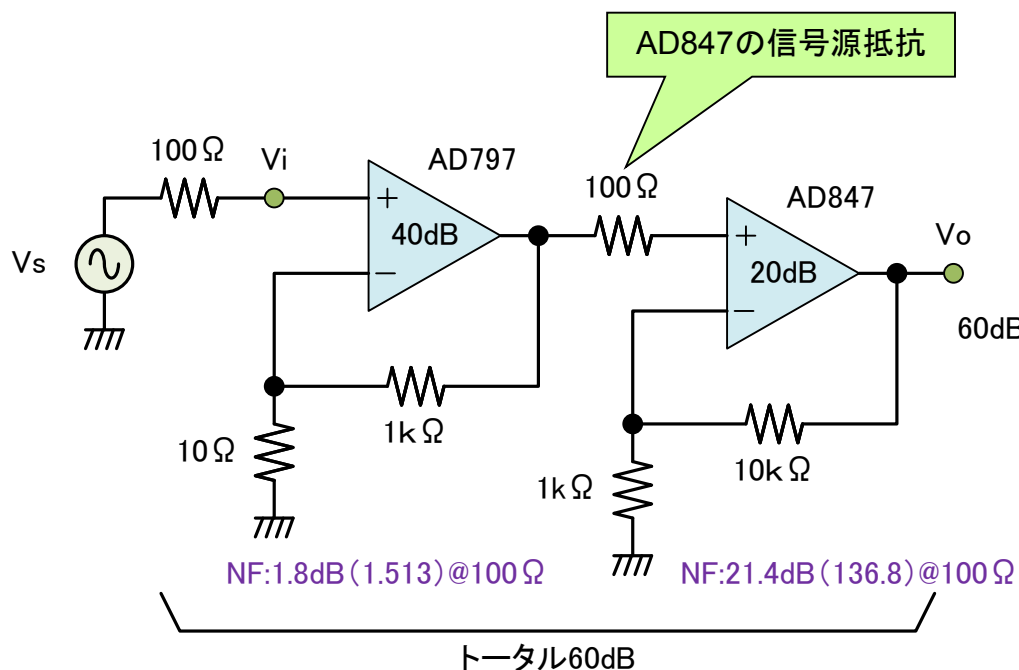 AD847の信号源抵抗
100Ω
Vi
AD797
100Ω
AD847
Vs
+
40dB
−
+
20dB
−
Vo
60dB
1kΩ
10Ω
10kΩ
1kΩ
NF:1.8dB(1.513)@100Ω
NF:21.4dB(136.8)@100Ω
トータル60dB